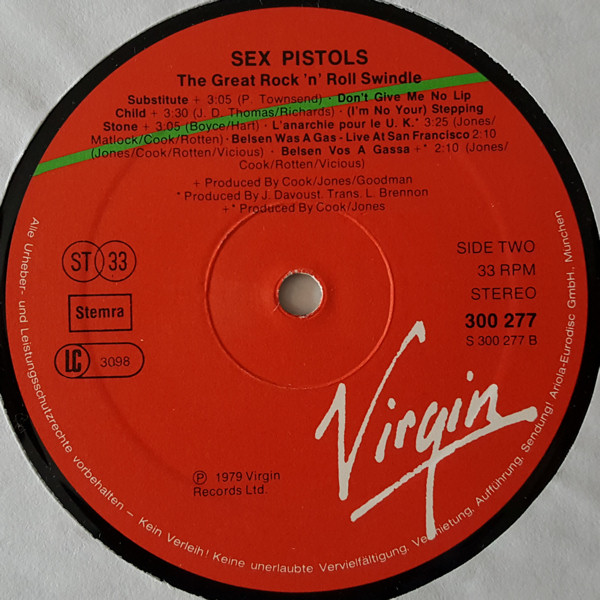 SEX PISTOLS
The Great Rock 'n' Roll Swindle
Substitute + 3:05 (P. Townsend) · Don't Give Me No Lip
Child + 3:30 (J. D. Thomas/Richards) · (I'm No Your) Stepping
Stone + 3:05 (Boyce/Hart) · L'anarchie pour le U. K.* 3:25 (Jones/
Matlock/Cook/Rotten) · Belsen Was A Gas - Live At San Francisco 2:10
(Jones/Cook/Rotten/Vicious) · Belsen Vos A Gassa +* 2:10 (Jones/
Cook/Rotten/Vicious)
+ Produced By Cook/Jones/Goodman
* Produced By J. Davoust. Trans. L. Brennon
+* Produced By Cook/Jones
ST 33
Stemra
LC 3098
SIDE TWO
33 RPM
STEREO
300 277
S 300 277 B
Virgin
℗ 1979 Virgin
Records Ltd.
Alle Urheber- und Leistungsschutzrechte vorbehalten – Kein Verleih! Keine unerlaubte Vervielfältigung, Vermietung, Aufführung, Sendung! Ariola-Eurodisc GmbH, München